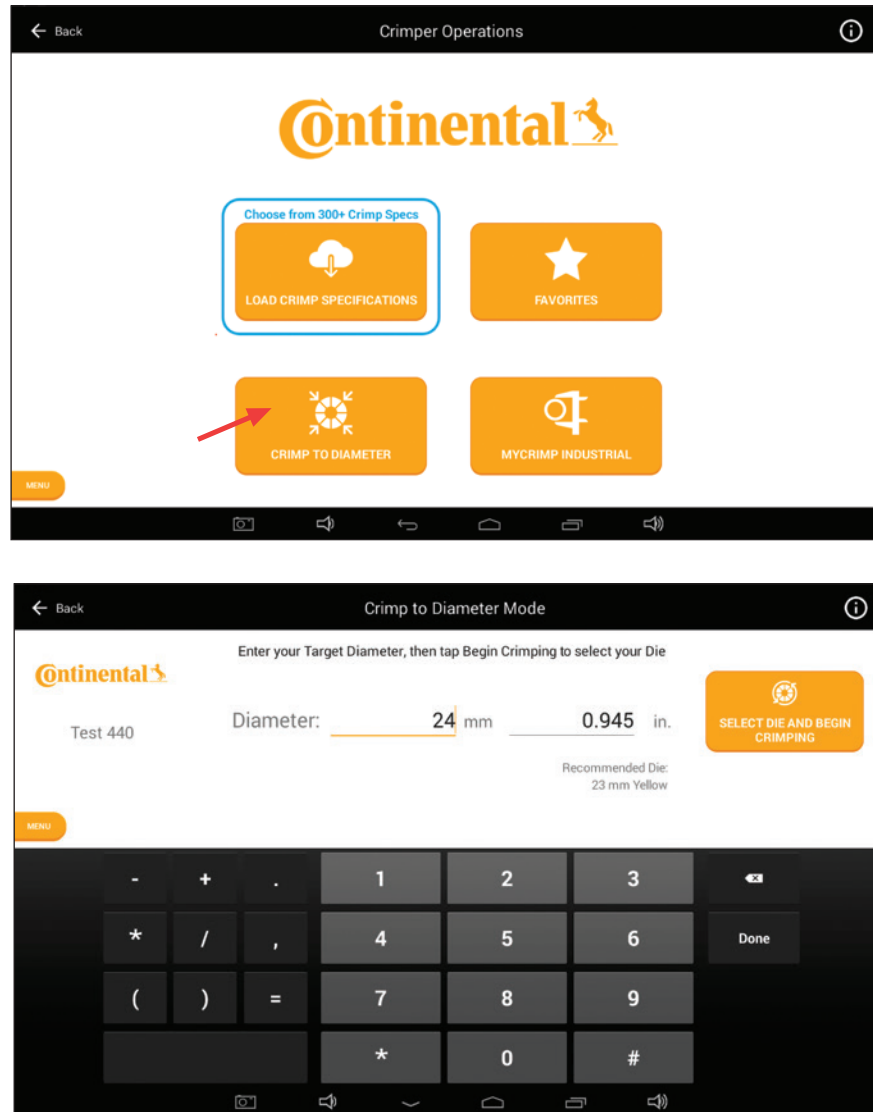 Back
Crimper Operations
Continental
Choose from 300+ Crimp Specs
LOAD CRIMP SPECIFICATIONS
FAVORITES
CRIMP TO DIAMETER
MYCRIMP INDUSTRIAL
MENU
Back
Crimp to Diameter Mode
Enter your Target Diameter, then tap Begin Crimping to select your Die
Continental
Test 440
Diameter: 24 mm 0.945 in.
SELECT DIE AND BEGIN
CRIMPING
Recommended Die:
23 mm Yellow
MENU
- + . 1 2 3
* / , 4 5 6 Done
( ) = 7 8 9
* 0 #